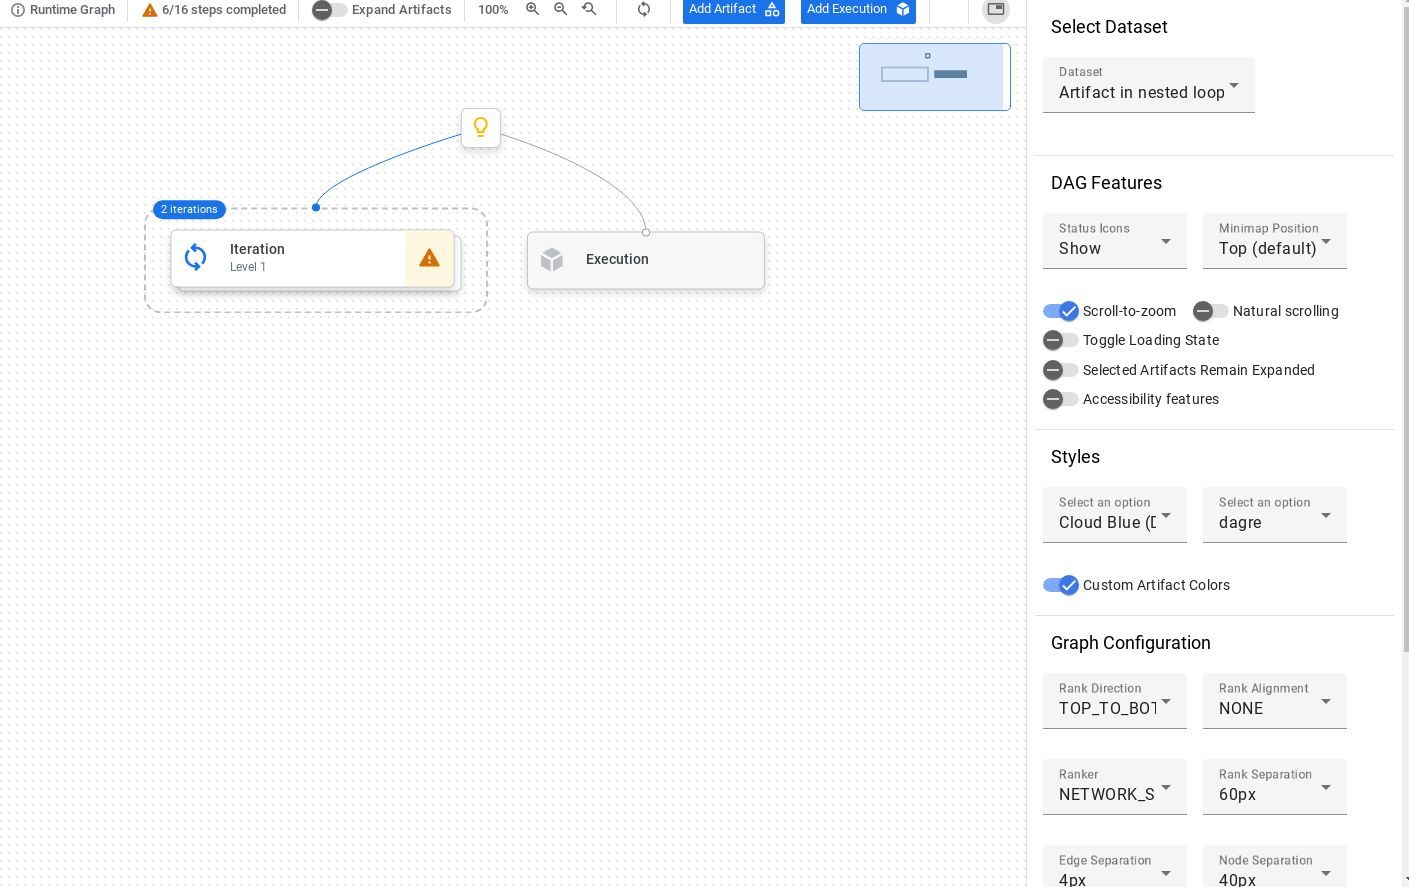 Runtime Graph
6/16 steps completed
Expand Artifacts
100%
Add Artifact
Add Execution
2 iterations
Iteration
Level 1
Execution
Select Dataset
Dataset
Artifact in nested loop
DAG Features
Status Icons
Show
Minimap Position
Top (default)
Scroll-to-zoom
Natural scrolling
Toggle Loading State
Selected Artifacts Remain Expanded
Accessibility features
Styles
Select an option
Cloud Blue (D
Select an option
dagre
Custom Artifact Colors
Graph Configuration
Rank Direction
TOP_TO_BOT
Rank Alignment
NONE
Ranker
NETWORK_S
Rank Separation
60px
Edge Separation
4px
Node Separation
40px